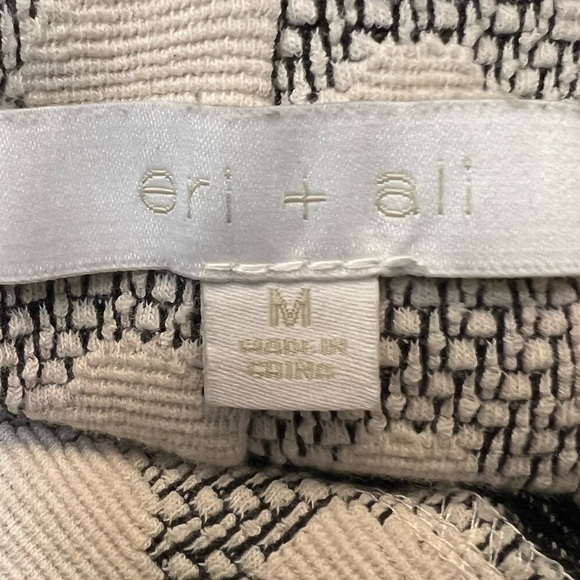 eri + ali
M
MADE IN
CHINA